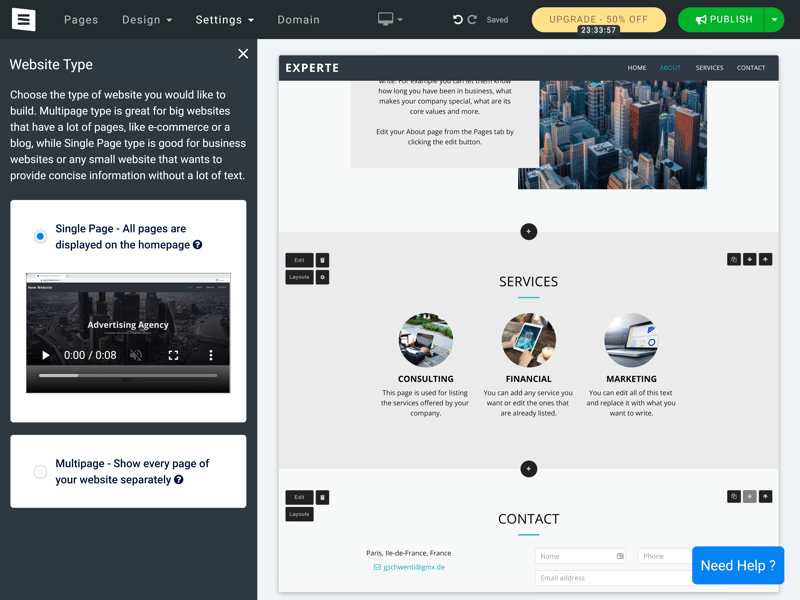 Pages
Design
Settings
Domain
Saved
UPGRADE - 50% OFF
23:33:57
PUBLISH
Website Type
Choose the type of website you would like to
build. Multipage type is great for big websites
that have a lot of pages, like e-commerce or a
blog, while Single Page type is good for business
websites or any small website that wants to
provide concise information without a lot of text.
Single Page - All pages are
displayed on the homepage
New Website
Advertising Agency
0:00 / 0:08
Multipage - Show every page of
your website separately
EXPERTE
HOME
ABOUT
SERVICES
CONTACT
write. For example you can let them know
how long you have been in business, what
makes your company special, what are its
core values and more.
Edit your About page from the Pages tab by
clicking the edit button.
Edit
Layouts
SERVICES
CONSULTING
This page is used for listing
the services offered by your
company.
FINANCIAL
You can add any service you
want or edit the ones that
are already listed.
MARKETING
You can edit all of this text
and replace it with what you
want to write.
Edit
Layouts
CONTACT
Paris, Ile-de-France, France
gschwenti@gmx.de
Name
Phone
Email address
Need Help ?